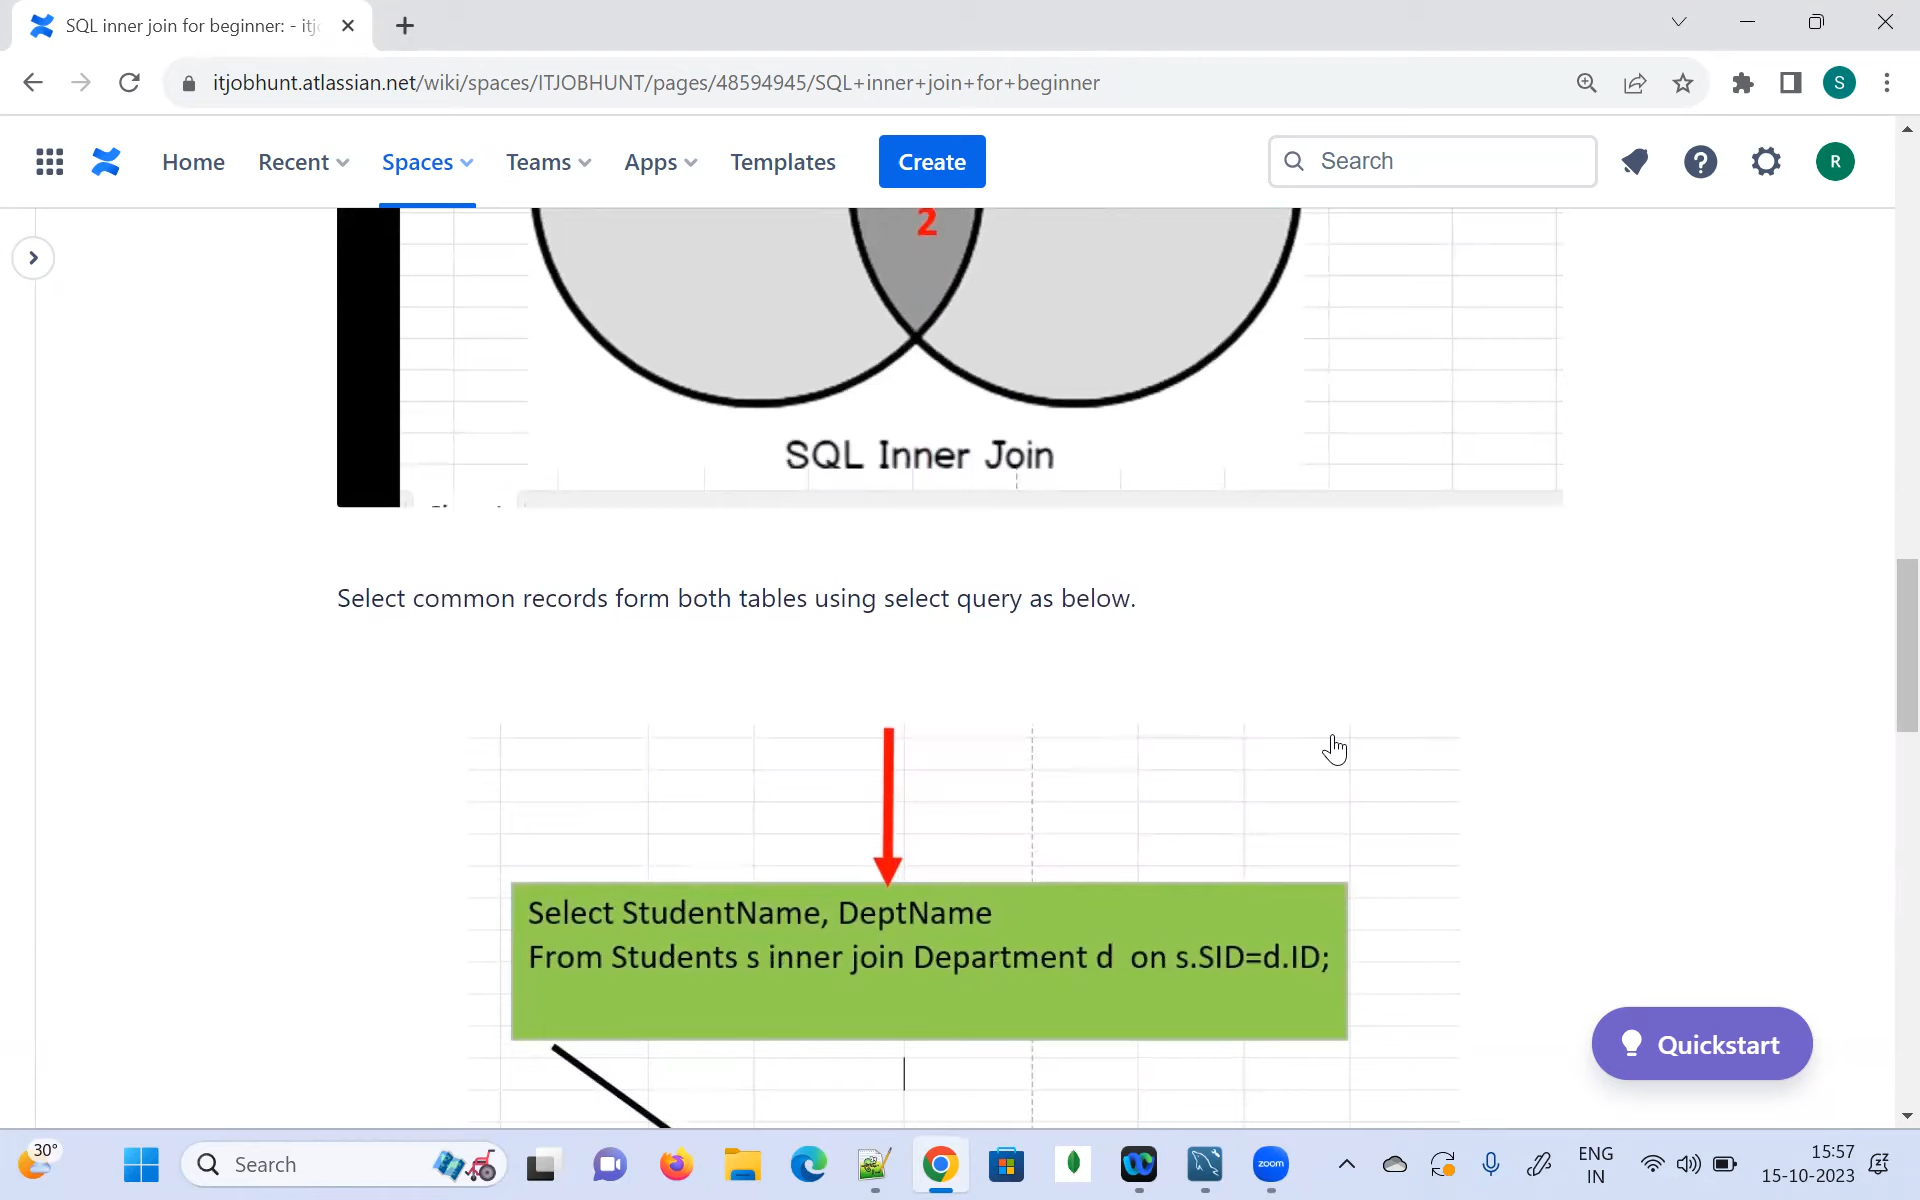 SQL inner join for beginner: - itj
itjobhunt.atlassian.net/wiki/spaces/ITJOBHUNT/pages/48594945/SQL+inner+join+for+beginner
S
Home
Recent
Spaces
Teams
Apps
Templates
Create
Search
R
2
SQL Inner Join
Select common records form both tables using select query as below.
Select StudentName, DeptName
From Students s inner join Department d on s.SID=d.ID;
Quickstart
30°
Search
zoom
ENG
IN
15:57
15-10-2023